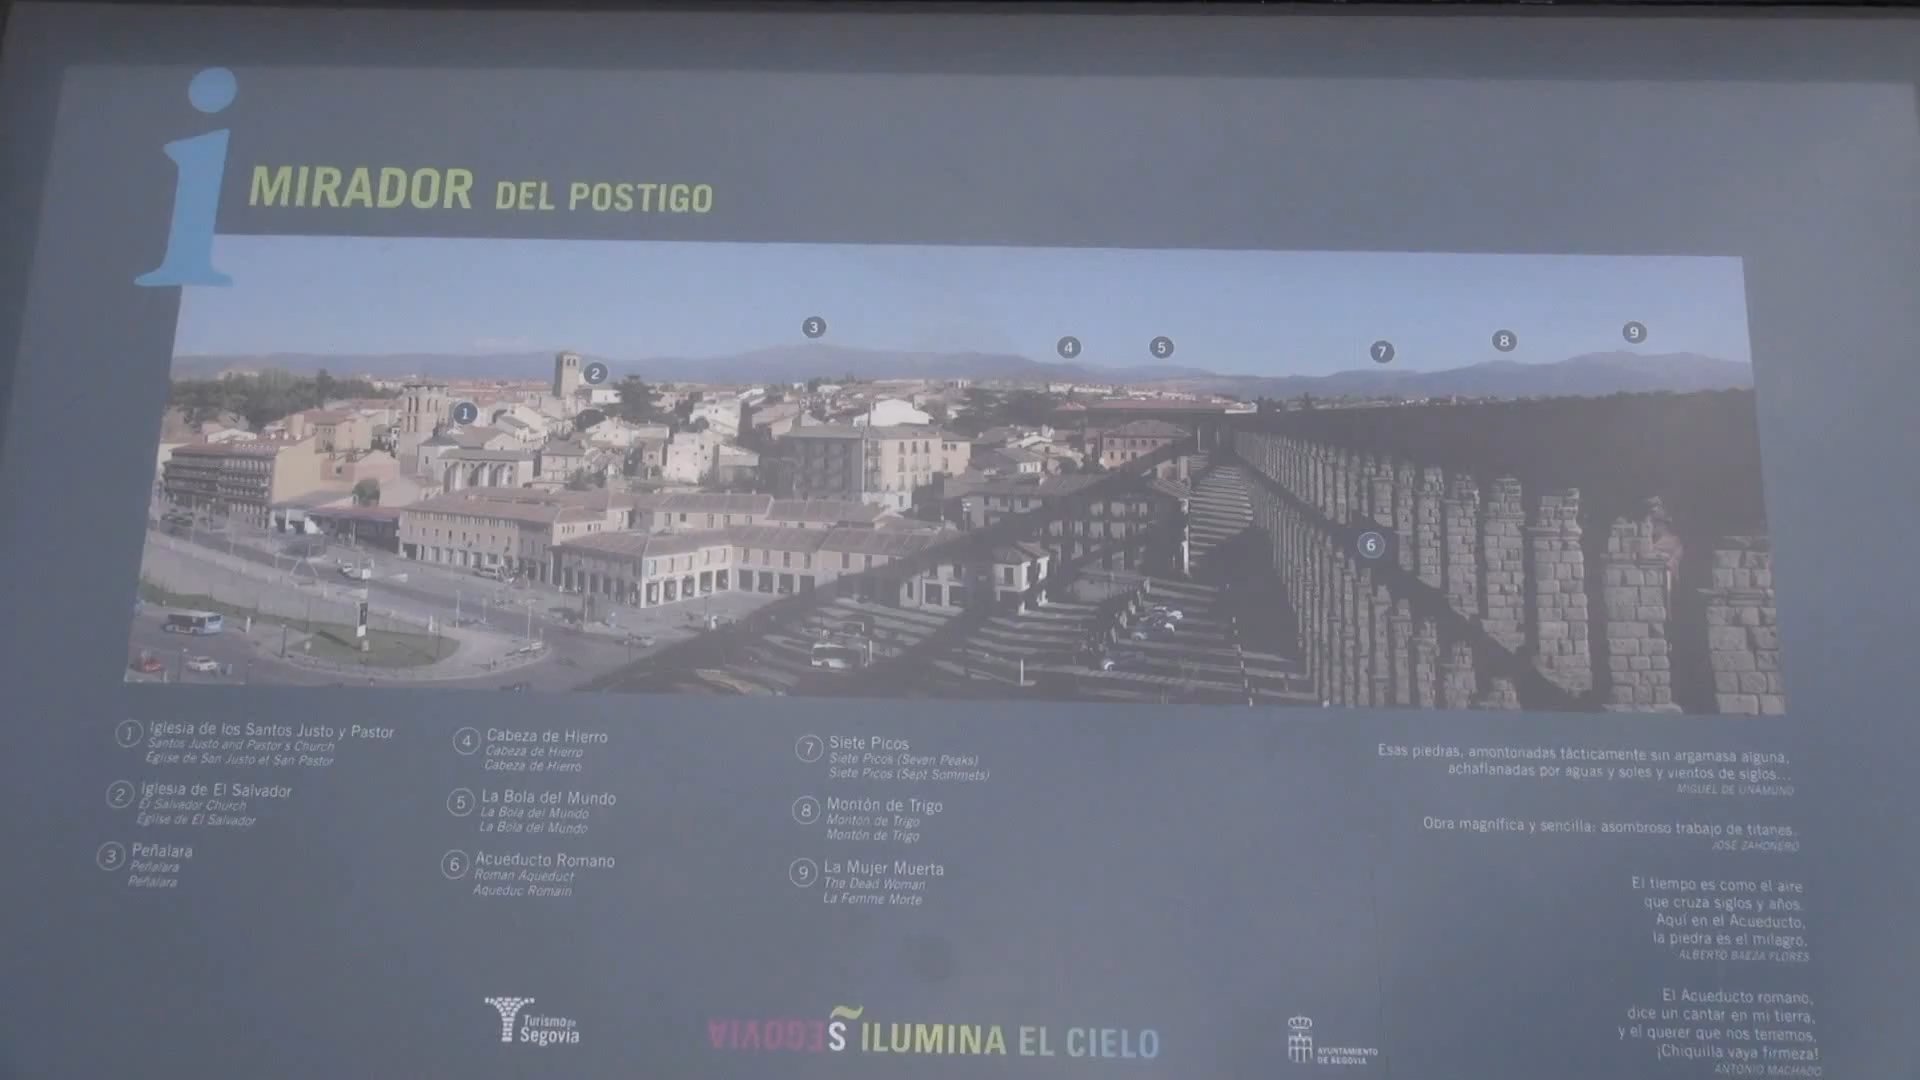 i
MIRADOR DEL POSTIGO
3
4
5
7
8
9
2
1
6
1 Iglesia de los Santos Justo y Pastor
Santos Justo and Pastor's Church
Église de San Justo et San Pastor
2 Iglesia de El Salvador
El Salvador Church
Église de El Salvador
3 Peñalara
Peñalara
Peñalara
4 Cabeza de Hierro
Cabeza de Hierro
Cabeza de Hierro
5 La Bola del Mundo
La Bola del Mundo
La Bola del Mundo
6 Acueducto Romano
Roman Aqueduct
Aqueduc Romain
7 Siete Picos
Siete Picos (Seven Peaks)
Siete Picos (Sept Sommets)
8 Montón de Trigo
Montón de Trigo
Montón de Trigo
9 La Mujer Muerta
The Dead Woman
La Femme Morte
Esas piedras, amontonadas tácticamente sin argamasa alguna,
achaflanadas por aguas y soles y vientos de siglos...
MIGUEL DE UNAMUNO
Obra magnífica y sencilla: asombroso trabajo de titanes.
JOSÉ ZAHONERO
El tiempo es como el aire
que cruza siglos y años.
Aquí en el Acueducto,
la piedra es el milagro.
ALBERTO BAEZA FLORES
El Acueducto romano,
dice un cantar en mi tierra,
y el querer que nos tenemos,
¡Chiquilla vaya firmeza!
ANTONIO MACHADO
Turismo de
Segovia
SEGOVIA ILUMINA EL CIELO
AYUNTAMIENTO
DE SEGOVIA